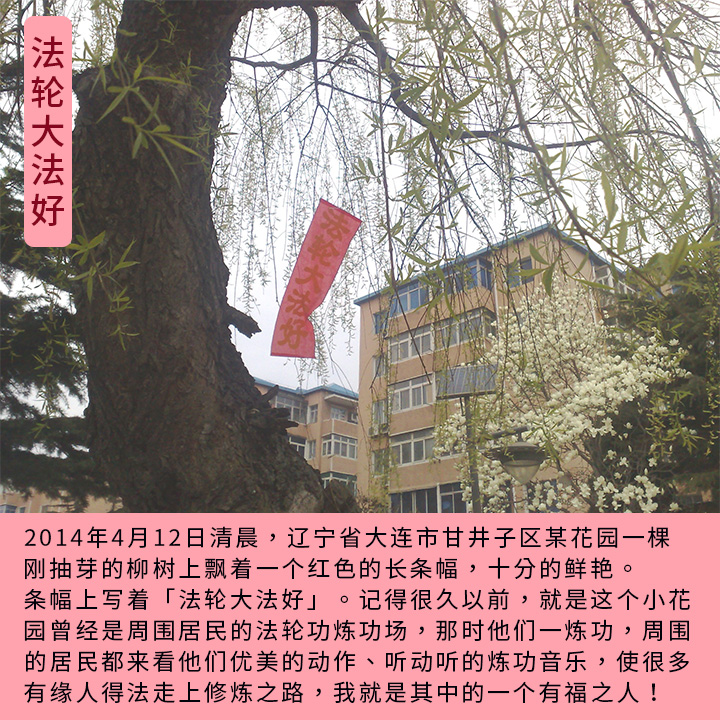 法轮大法好
法轮大法好
2014年4月12日清晨，辽宁省大连市甘井子区某花园一棵
刚抽芽的柳树上飘着一个红色的长条幅，十分的鲜艳。
条幅上写着「法轮大法好」。记得很久以前，就是这个小花
园曾经是周围居民的法轮功炼功场，那时他们一炼功，周围
的居民都来看他们优美的动作、听动听的炼功音乐，使很多
有缘人得法走上修炼之路，我就是其中的一个有福之人！